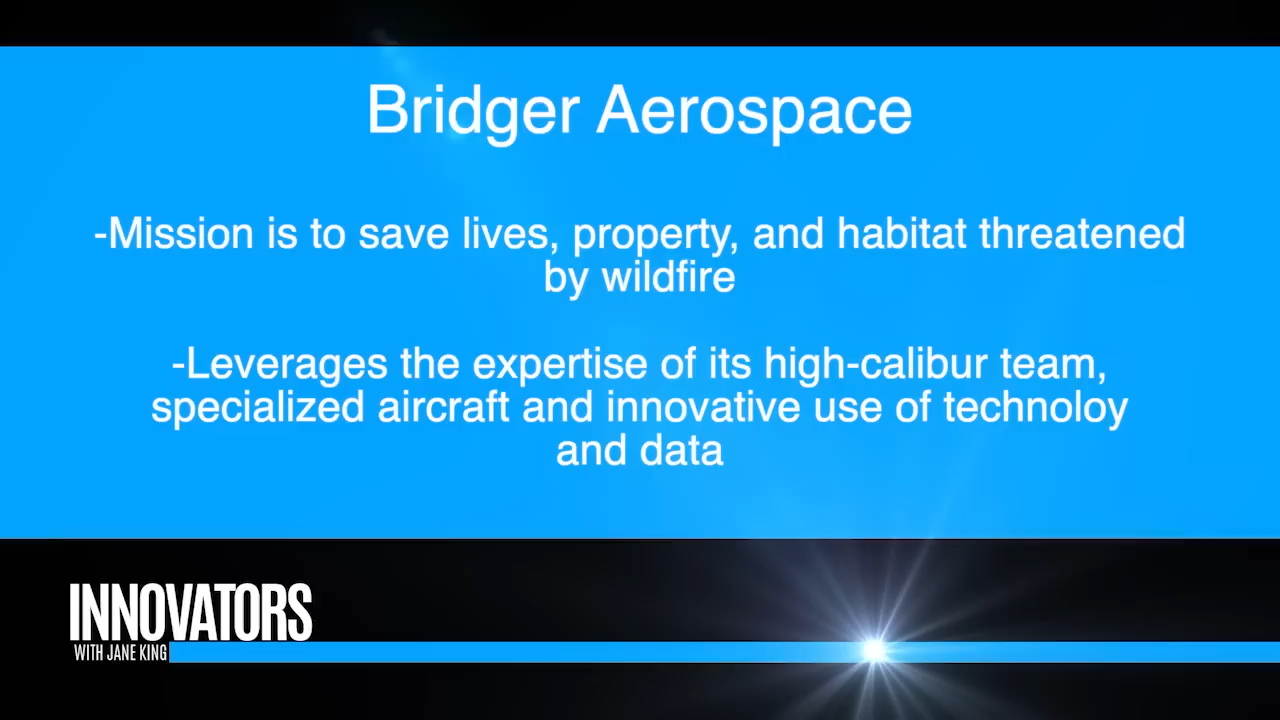 Bridger Aerospace
-Mission is to save lives, property, and habitat threatened
by wildfire
-Leverages the expertise of its high-calibur team,
specialized aircraft and innovative use of technoloy
and data
INNOVATORS
WITH JANE KING